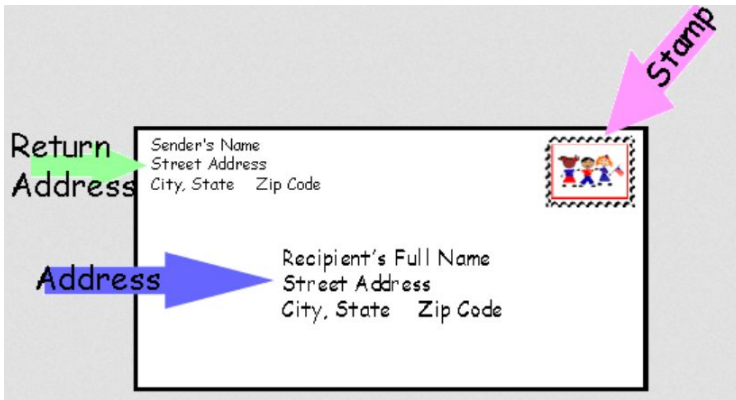 Stamp
Return
Address
Sender's Name
Street Address
City, State Zip Code
Address
Recipient's Full Name
Street Address
City, State Zip Code